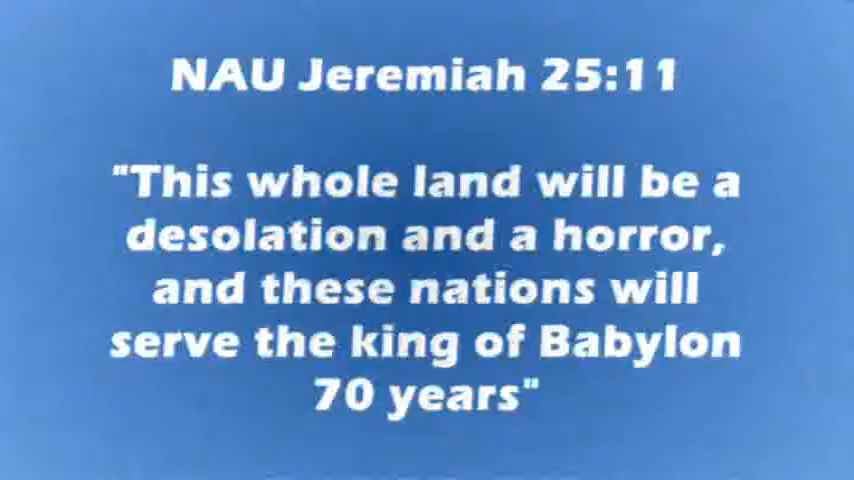 NAU Jeremiah 25:11
"This whole land will be a
desolation and a horror,
and these nations will
serve the king of Babylon
70 years"